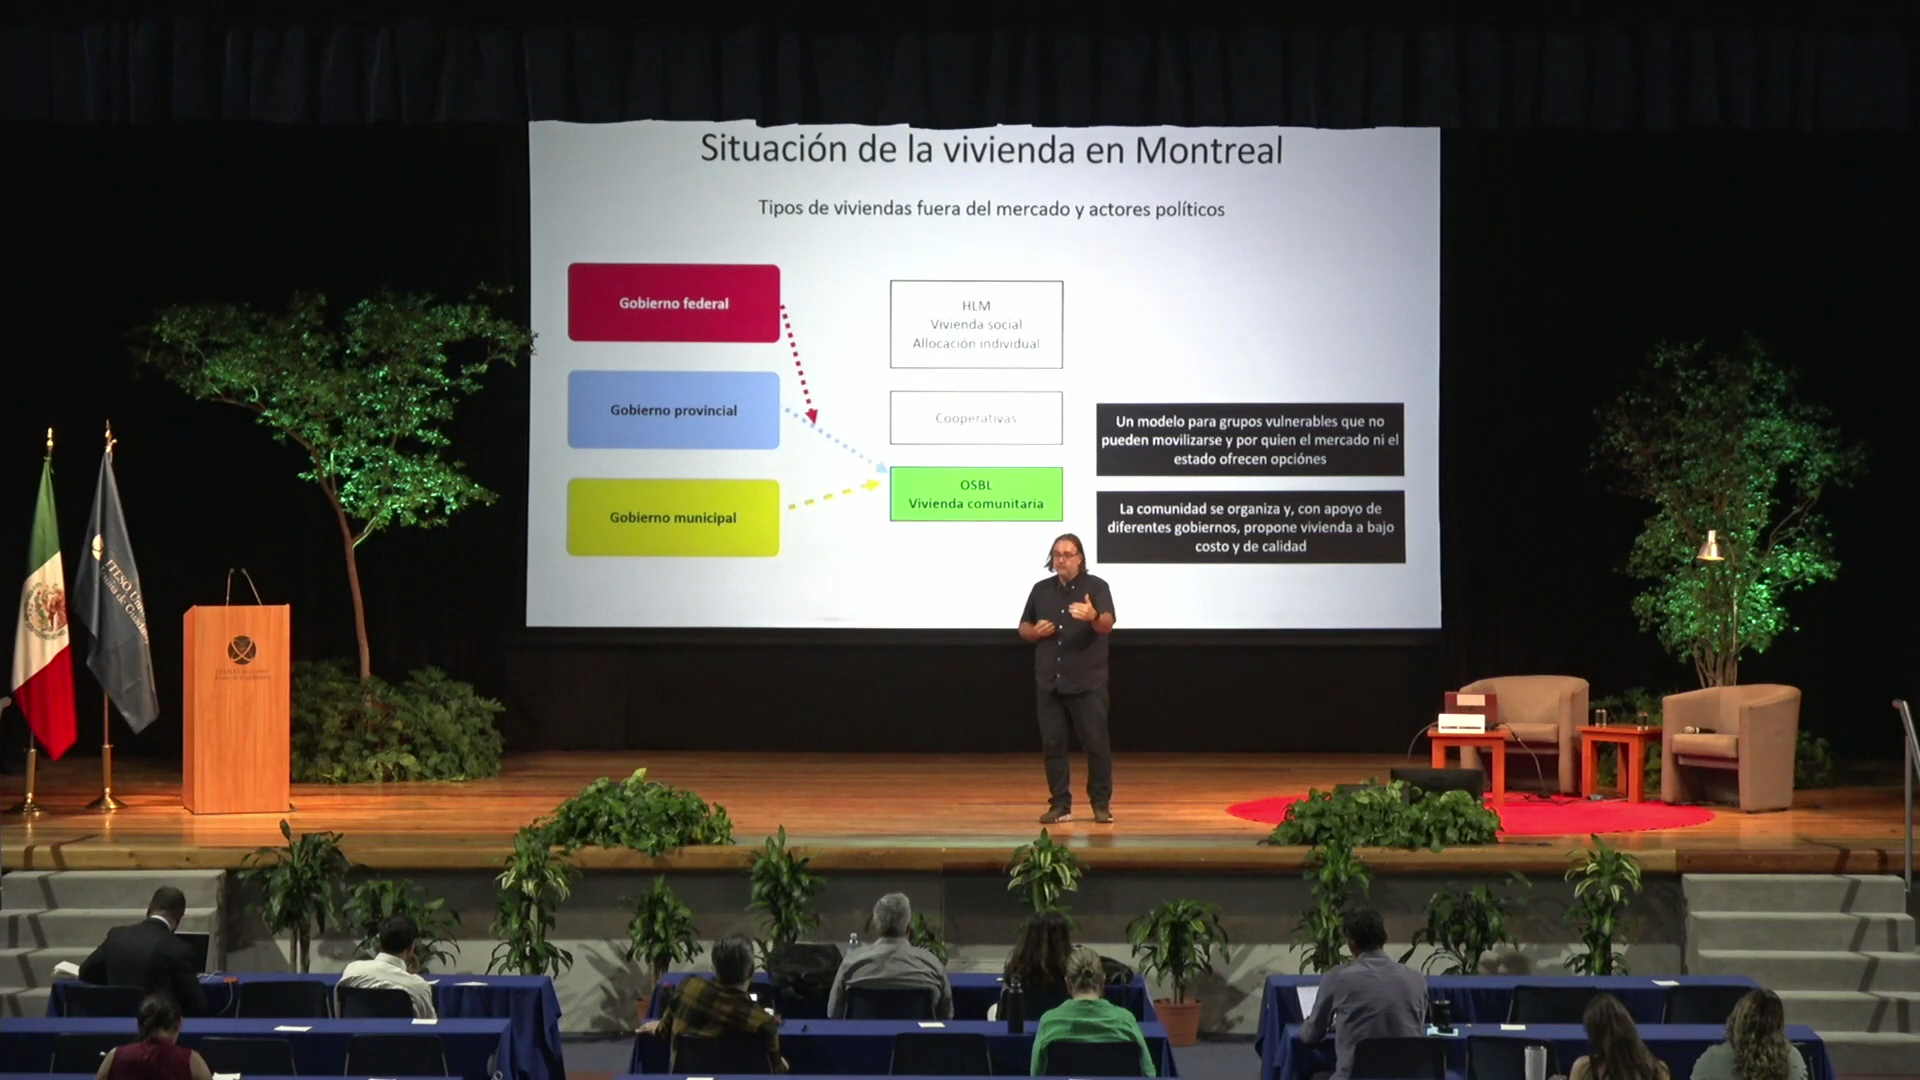 Situación de la vivienda en Montreal
Tipos de viviendas fuera del mercado y actores políticos
Gobierno federal
Gobierno provincial
Gobierno municipal
HLM
Vivienda social
Allocación individual
Cooperativas
OSBL
Vivienda comunitaria
Un modelo para grupos vulnerables que no
pueden movilizarse y por quien el mercado ni el
estado ofrecen opciónes
La comunidad se organiza y, con apoyo de
diferentes gobiernos, propone vivienda a bajo
costo y de calidad
ITESO